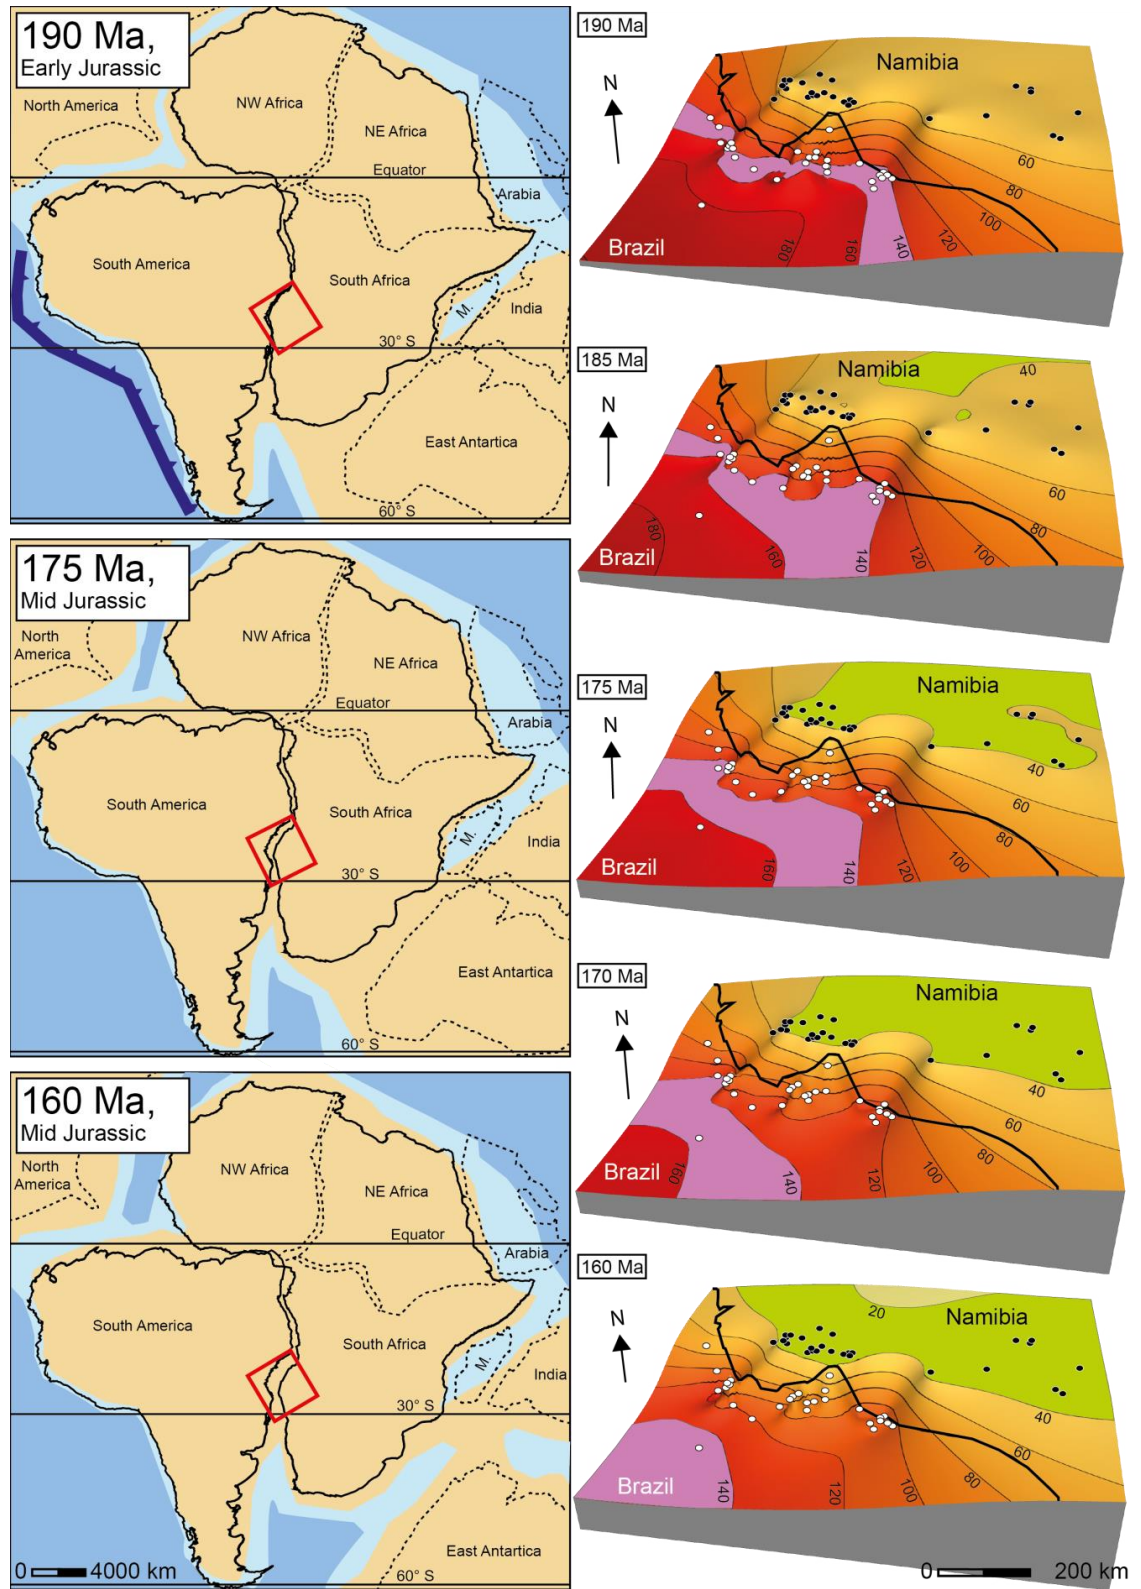 190 Ma,
Early Jurassic
North America
NW Africa
NE Africa
Equator
Arabia
South America
South Africa
M.
India
30° S
East Antartica
60° S
175 Ma,
Mid Jurassic
North
America
NW Africa
NE Africa
Equator
Arabia
South America
South Africa
M.
India
30° S
East Antartica
60° S
160 Ma,
Mid Jurassic
North
America
NW Africa
NE Africa
Equator
Arabia
South America
South Africa
M.
India
30° S
East Antartica
60° S
0 4000 km
190 Ma
N
Namibia
60
80
100
120
140
160
180
Brazil
185 Ma
N
Namibia
40
60
80
100
120
140
160
180
Brazil
175 Ma
N
Namibia
40
60
80
100
120
140
160
Brazil
170 Ma
N
Namibia
40
60
80
100
120
140
160
Brazil
160 Ma
N
20
Namibia
40
60
80
100
120
Brazil
0 200 km